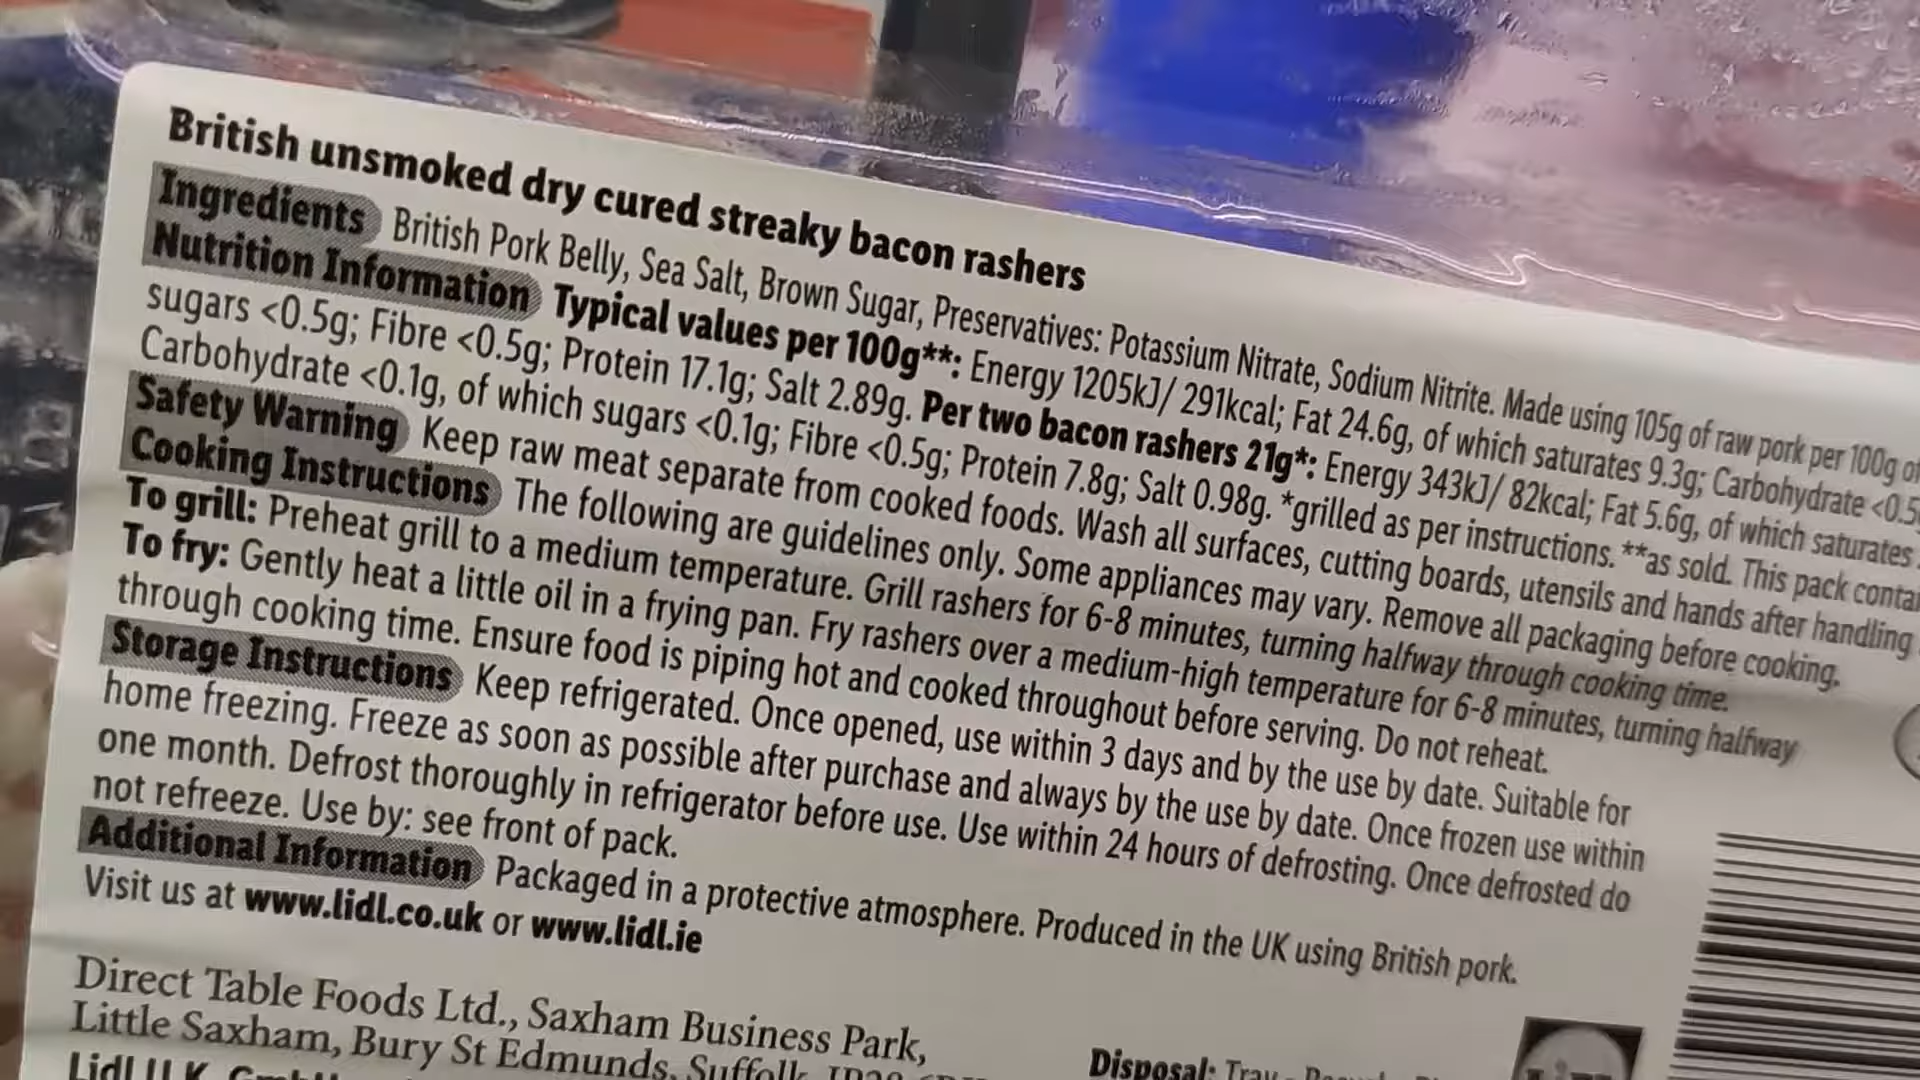 British unsmoked dry cured streaky bacon rashers
Ingredients British Pork Belly, Sea Salt, Brown Sugar, Preservatives: Potassium Nitrate, Sodium Nitrite. Made using 105g of raw pork per 100g of
Nutrition Information Typical values per 100g**: Energy 1205kJ/ 291kcal; Fat 24.6g, of which saturates 9.3g; Carbohydrate <0.5g
sugars <0.5g; Fibre <0.5g; Protein 17.1g; Salt 2.89g. Per two bacon rashers 21g*: Energy 343kJ/ 82kcal; Fat 5.6g, of which saturates
Carbohydrate <0.1g, of which sugars <0.1g; Fibre <0.5g; Protein 7.8g; Salt 0.98g. *grilled as per instructions. **as sold. This pack
Safety Warning Keep raw meat separate from cooked foods. Wash all surfaces, cutting boards, utensils and hands after handling
Cooking Instructions The following are guidelines only. Some appliances may vary. Remove all packaging before cooking.
To grill: Preheat grill to a medium temperature. Grill rashers for 6-8 minutes, turning halfway through cooking time.
To fry: Gently heat a little oil in a frying pan. Fry rashers over a medium-high temperature for 6-8 minutes, turning halfway
through cooking time. Ensure food is piping hot and cooked throughout before serving. Do not reheat.
Storage Instructions Keep refrigerated. Once opened, use within 3 days and by the use by date. Suitable for
home freezing. Freeze as soon as possible after purchase and always by the use by date. Once frozen use within
one month. Defrost thoroughly in refrigerator before use. Use within 24 hours of defrosting. Once defrosted do
not refreeze. Use by: see front of pack.
Additional Information Packaged in a protective atmosphere. Produced in the UK using British pork.
Visit us at www.lidl.co.uk or www.lidl.ie
Direct Table Foods Ltd., Saxham Business Park,
Little Saxham, Bury St Edmunds, Suffolk,
Lidl U.K. GmbH
Disposal: Tray -